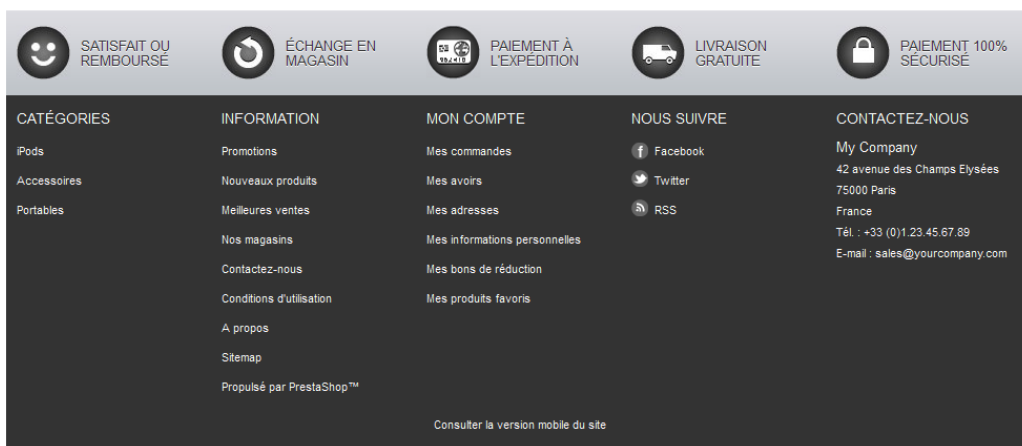 SATISFAIT OU
REMBOURSÉ
ÉCHANGE EN
MAGASIN
PAIEMENT À
L'EXPÉDITION
LIVRAISON
GRATUITE
PAIEMENT 100%
SÉCURISÉ
CATÉGORIES
iPods
Accessoires
Portables
INFORMATION
Promotions
Nouveaux produits
Meilleures ventes
Nos magasins
Contactez-nous
Conditions d'utilisation
A propos
Sitemap
Propulsé par PrestaShop™
MON COMPTE
Mes commandes
Mes avoirs
Mes adresses
Mes informations personnelles
Mes bons de réduction
Mes produits favoris
NOUS SUIVRE
Facebook
Twitter
RSS
CONTACTEZ-NOUS
My Company
42 avenue des Champs Elysées
75000 Paris
France
Tél. : +33 (0)1.23.45.67.89
E-mail : sales@yourcompany.com
Consulter la version mobile du site